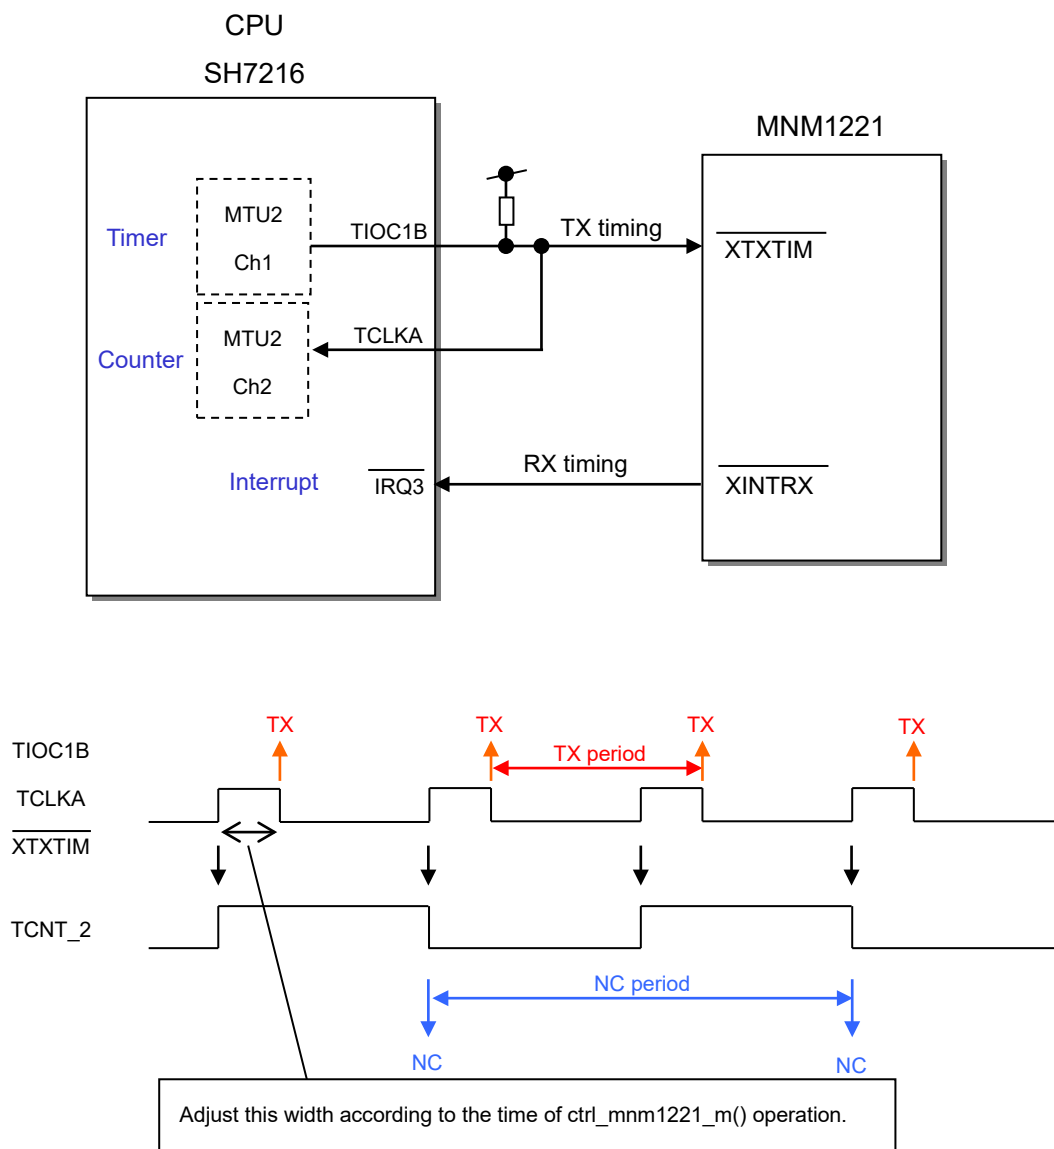 CPU
SH7216
MNM1221
Timer
MTU2
Ch1
TIOC1B
TX timing
XTXTIM
Counter
MTU2
Ch2
TCLKA
Interrupt
IRQ3
RX timing
XINTRX
TX TX TX TX
TIOC1B
TX period
TCLKA
XTXTIM
TCNT_2
NC period
NC NC
Adjust this width according to the time of ctrl_mnm1221_m() operation.